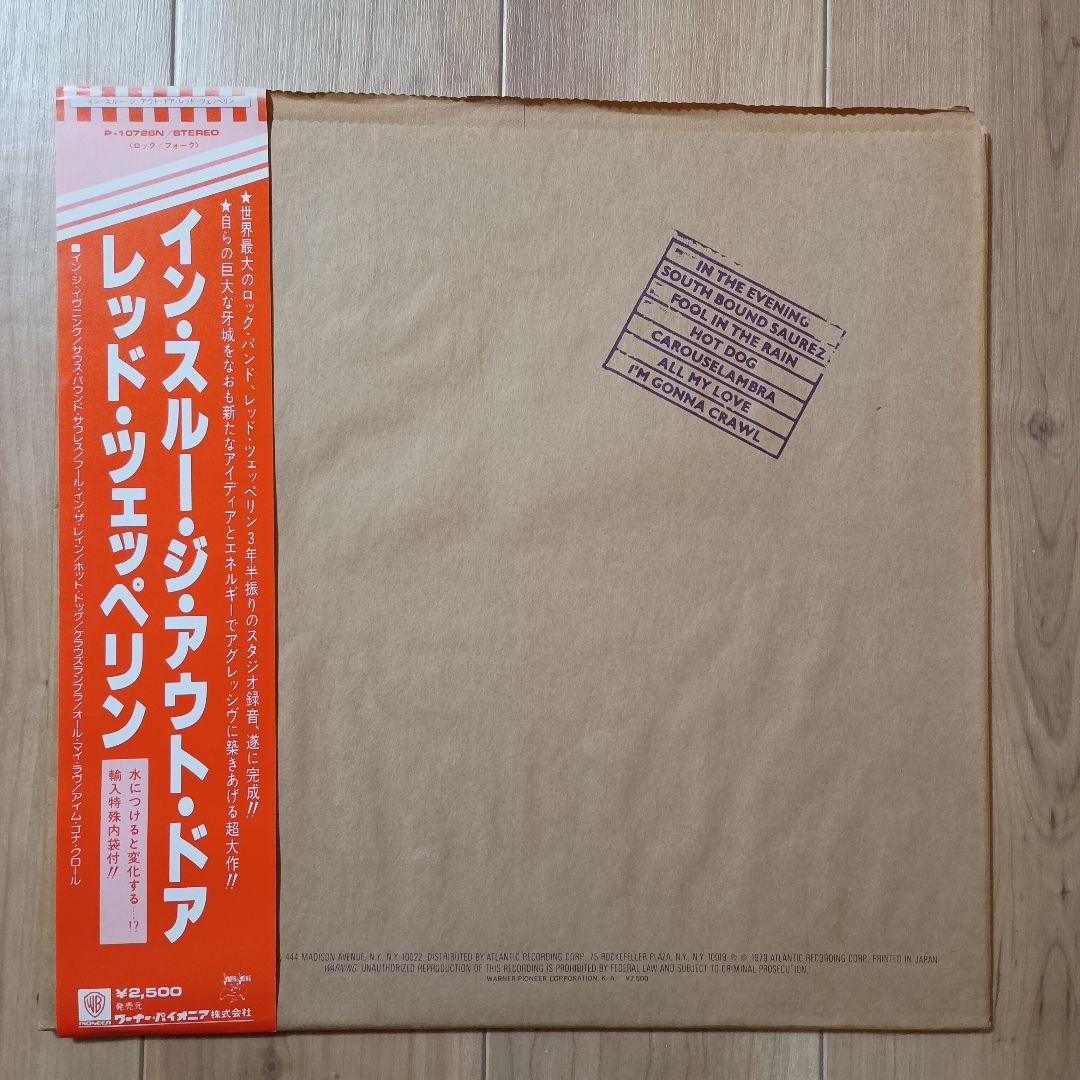 イン・スルー・ジ・アウト・ドア/レッド・ツェッペリン
P-10726N/STEREO
〈ロック/フォーク〉
★世界最大のロック・バンド、レッド・ツェッペリン3年半振りのスタジオ録音、遂に完成!!
★自らの巨大な牙城をなおも新たなアイディアとエネルギーでアグレッシヴに築きあげる超大作!!
イン・スルー・ジ・アウト・ドア
レッド・ツェッペリン
■イン・ジ・イヴニング/サウス・バウンド・サウレス/フール・イン・ザ・レイン/ホット・ドッグ/ケラウスランブラ/オール・マイ・ラヴ/アイム・ゴナ・クロール
水につけると変化する…!?
輸入特殊内袋付!!
WB
PIONEER
¥2,500
発売元
ワーナー・パイオニア株式会社
IN THE EVENING
SOUTH BOUND SAUREZ
FOOL IN THE RAIN
HOT DOG
CAROUSELAMBRA
ALL MY LOVE
I'M GONNA CRAWL
444 MADISON AVENUE, N.Y., N.Y. 10022. DISTRIBUTED BY ATLANTIC RECORDING CORP., 75 ROCKEFELLER PLAZA, N.Y., N.Y. 10019 ℗ © 1979 ATLANTIC RECORDING CORP., PRINTED IN JAPAN
WARNING: UNAUTHORIZED REPRODUCTION OF THIS RECORDING IS PROHIBITED BY FEDERAL LAW AND SUBJECT TO CRIMINAL PROSECUTION.
WARNER-PIONEER CORPORATION, K. A. ¥2,500